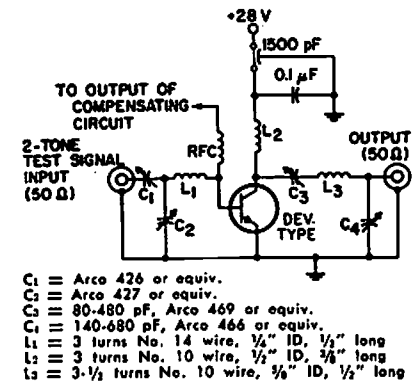 +28 V
1500 pF
0.1 µF
TO OUTPUT OF
COMPENSATING
CIRCUIT
2-TONE
TEST SIGNAL
INPUT
(50 Ω)
RFC
L2
OUTPUT
(50 Ω)
C1
L1
C2
DEV.
TYPE
C3
L3
C4
C1 = Arco 426 or equiv.
C2 = Arco 427 or equiv.
C3 = 80-480 pF, Arco 469 or equiv.
C4 = 140-680 pF, Arco 466 or equiv.
L1 = 3 turns No. 14 wire, ¼" ID, ½" long
L2 = 3 turns No. 10 wire, ½" ID, ⅜" long
L3 = 3-½ turns No. 10 wire, ⅝" ID, ½" long